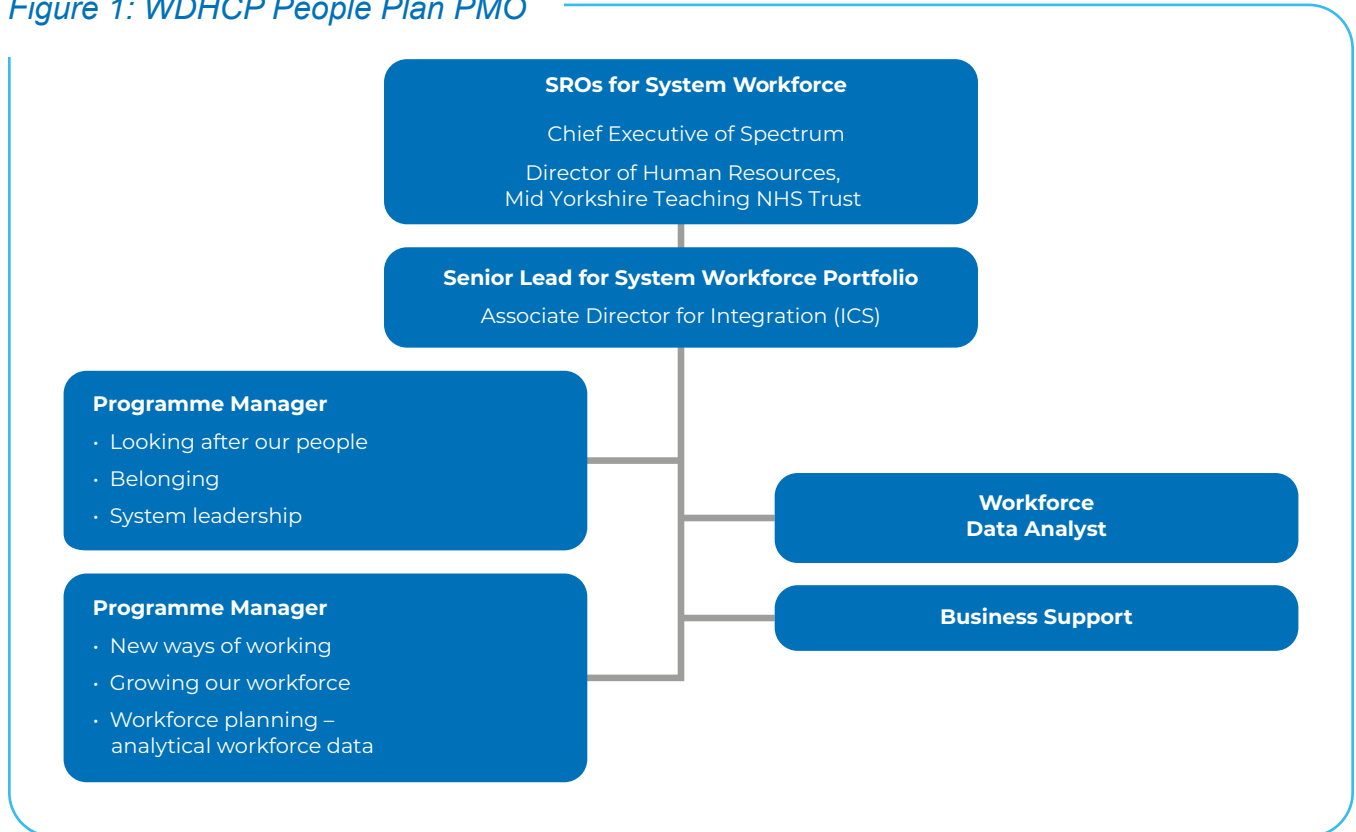 Figure 1: WDHCP People Plan PMO
SROs for System Workforce
Chief Executive of Spectrum
Director of Human Resources,
Mid Yorkshire Teaching NHS Trust
Senior Lead for System Workforce Portfolio
Associate Director for Integration (ICS)
Programme Manager
· Looking after our people
· Belonging
· System leadership
Workforce
Data Analyst
Programme Manager
· New ways of working
· Growing our workforce
· Workforce planning –
analytical workforce data
Business Support